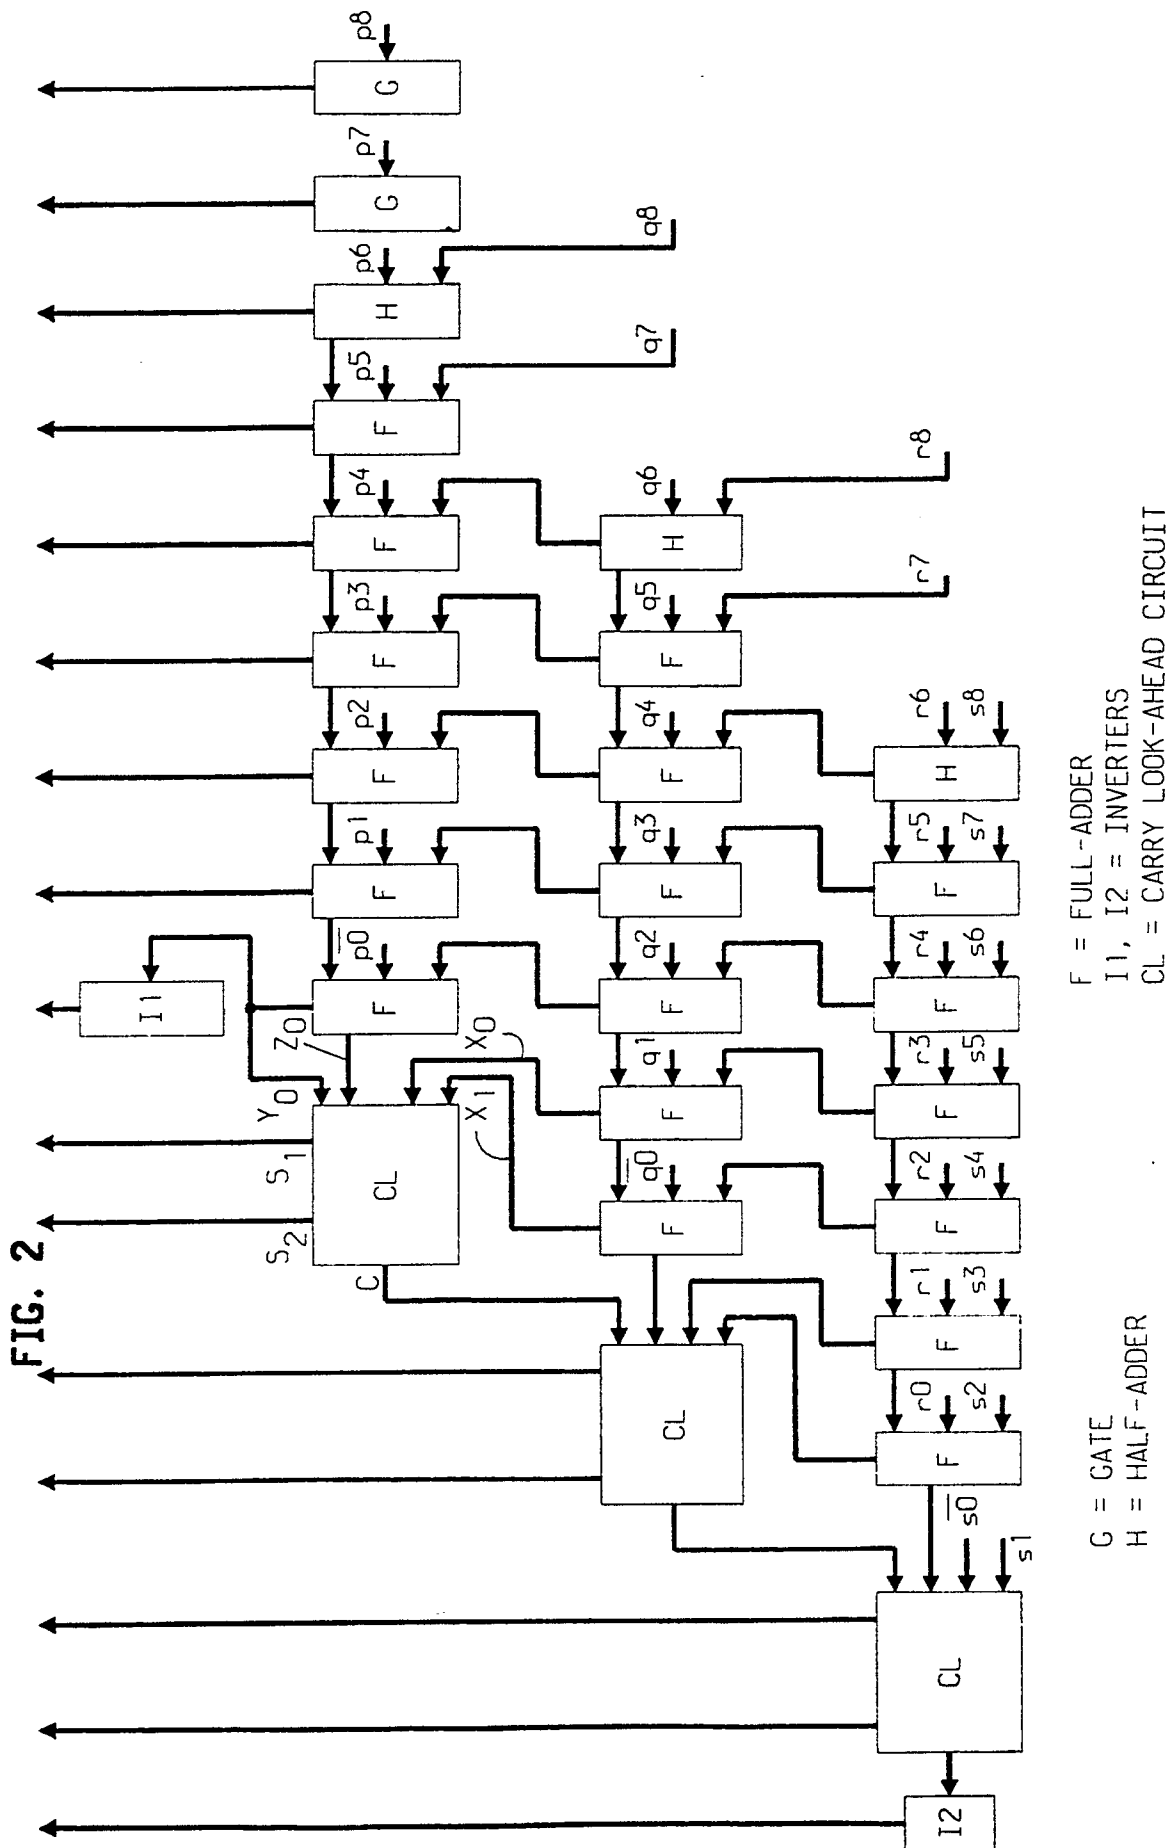 FIG. 2
I1
S2 S1 Y0 Z0
C p̅0̅ p1 p2 p3 p4 p5 p6 p7 p8
CL F F F F F F H G G
X1 X0
q̅0̅ q1 q2 q3 q4 q5 q6 q7 q8
CL F F F F F F H
r0 r1 r2 r3 r4 r5 r6 r7 r8
I2 CL F F F F F F H
s̅0̅ s2 s3 s4 s5 s6 s7 s8
s1
G = GATE
H = HALF-ADDER
F = FULL-ADDER
I1, I2 = INVERTERS
CL = CARRY LOOK-AHEAD CIRCUIT